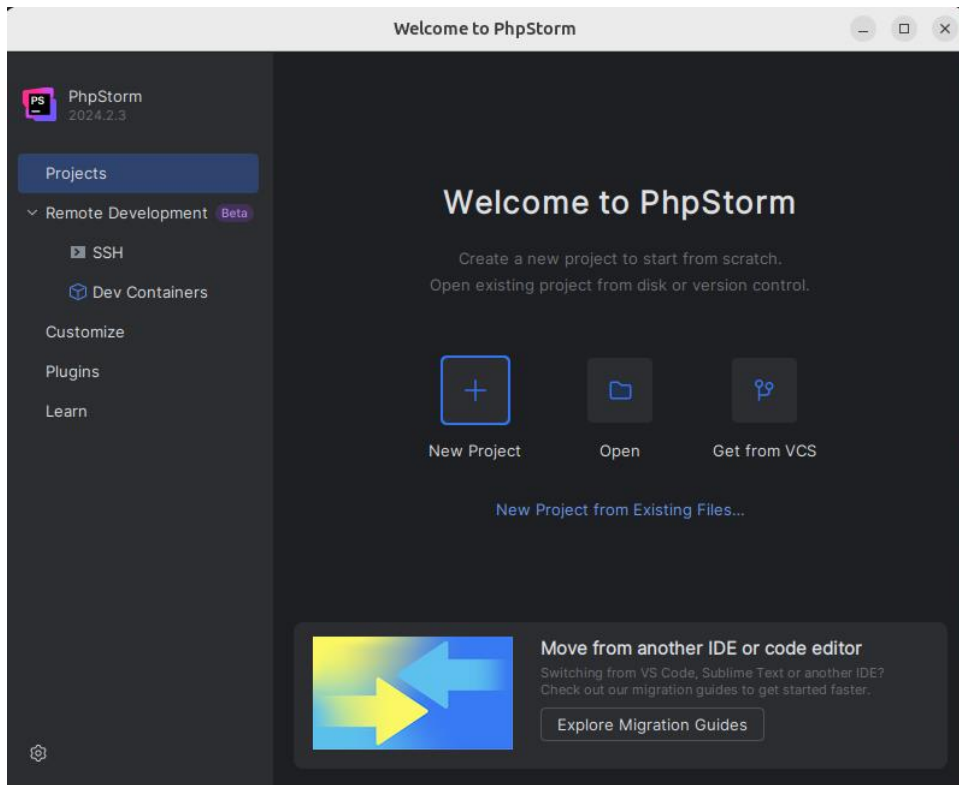 Welcome to PhpStorm
PS
PhpStorm
2024.2.3
Projects
Remote Development Beta
SSH
Dev Containers
Customize
Plugins
Learn
Welcome to PhpStorm
Create a new project to start from scratch.
Open existing project from disk or version control.
New Project
Open
Get from VCS
New Project from Existing Files...
Move from another IDE or code editor
Switching from VS Code, Sublime Text or another IDE?
Check out our migration guides to get started faster.
Explore Migration Guides